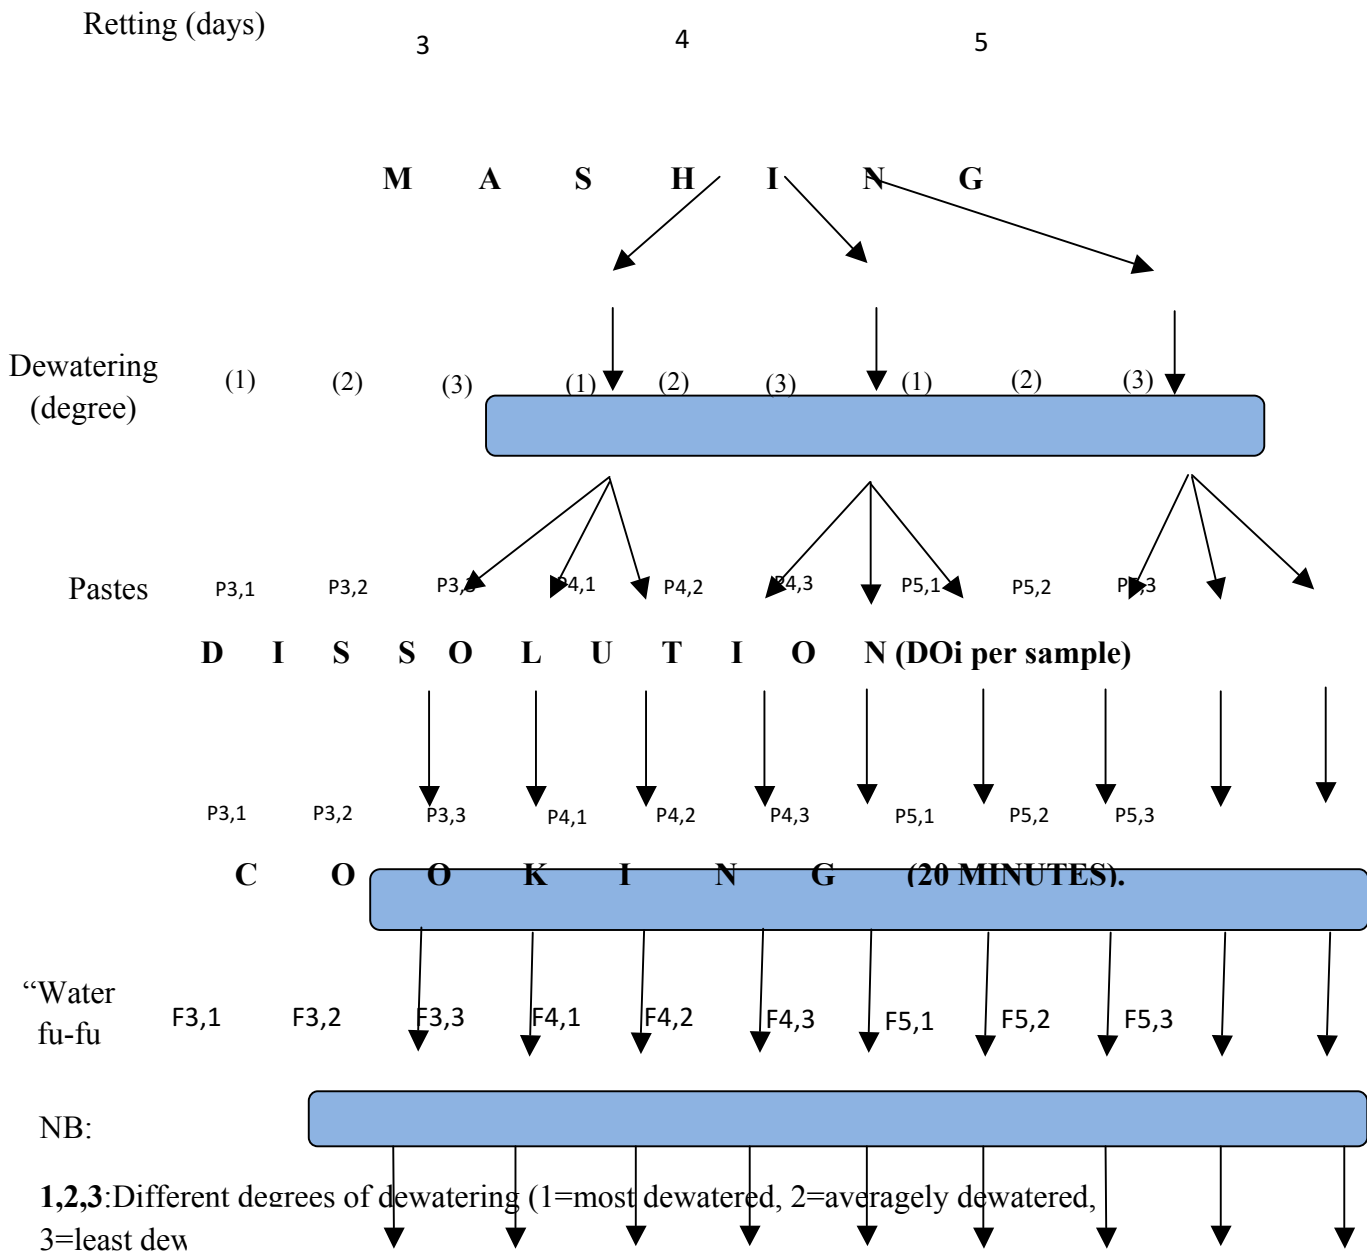 Retting (days) 3 4 5
M A S H I N G
Dewatering (degree) (1) (2) (3) (1) (2) (3) (1) (2) (3)
Pastes P3,1 P3,2 P3,3 P4,1 P4,2 P4,3 P5,1 P5,2 P5,3
D I S S O L U T I O N (DOi per sample)
P3,1 P3,2 P3,3 P4,1 P4,2 P4,3 P5,1 P5,2 P5,3
C O O K I N G (20 MINUTES).
“Water fu-fu F3,1 F3,2 F3,3 F4,1 F4,2 F4,3 F5,1 F5,2 F5,3
NB:
1,2,3:Different degrees of dewatering (1=most dewatered, 2=averagely dewatered,
3=least